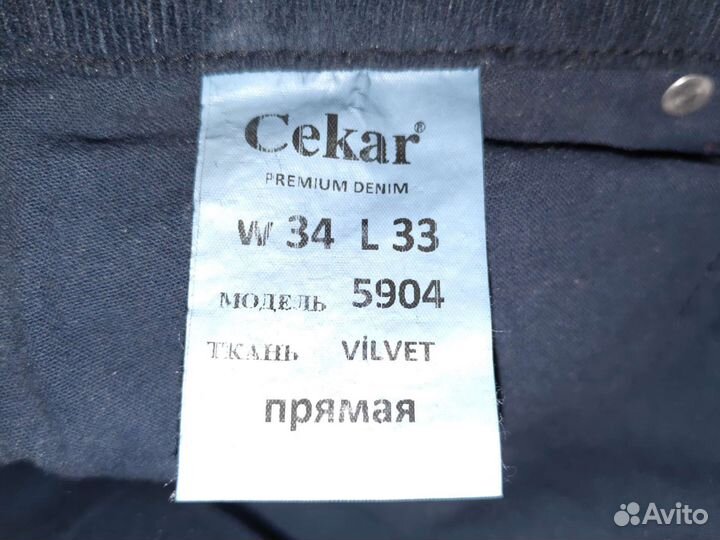 Cekar®
PREMIUM DENIM
W 34 L 33
МОДЕЛЬ 5904
ТКАНЬ VİLVET
прямая
Avito